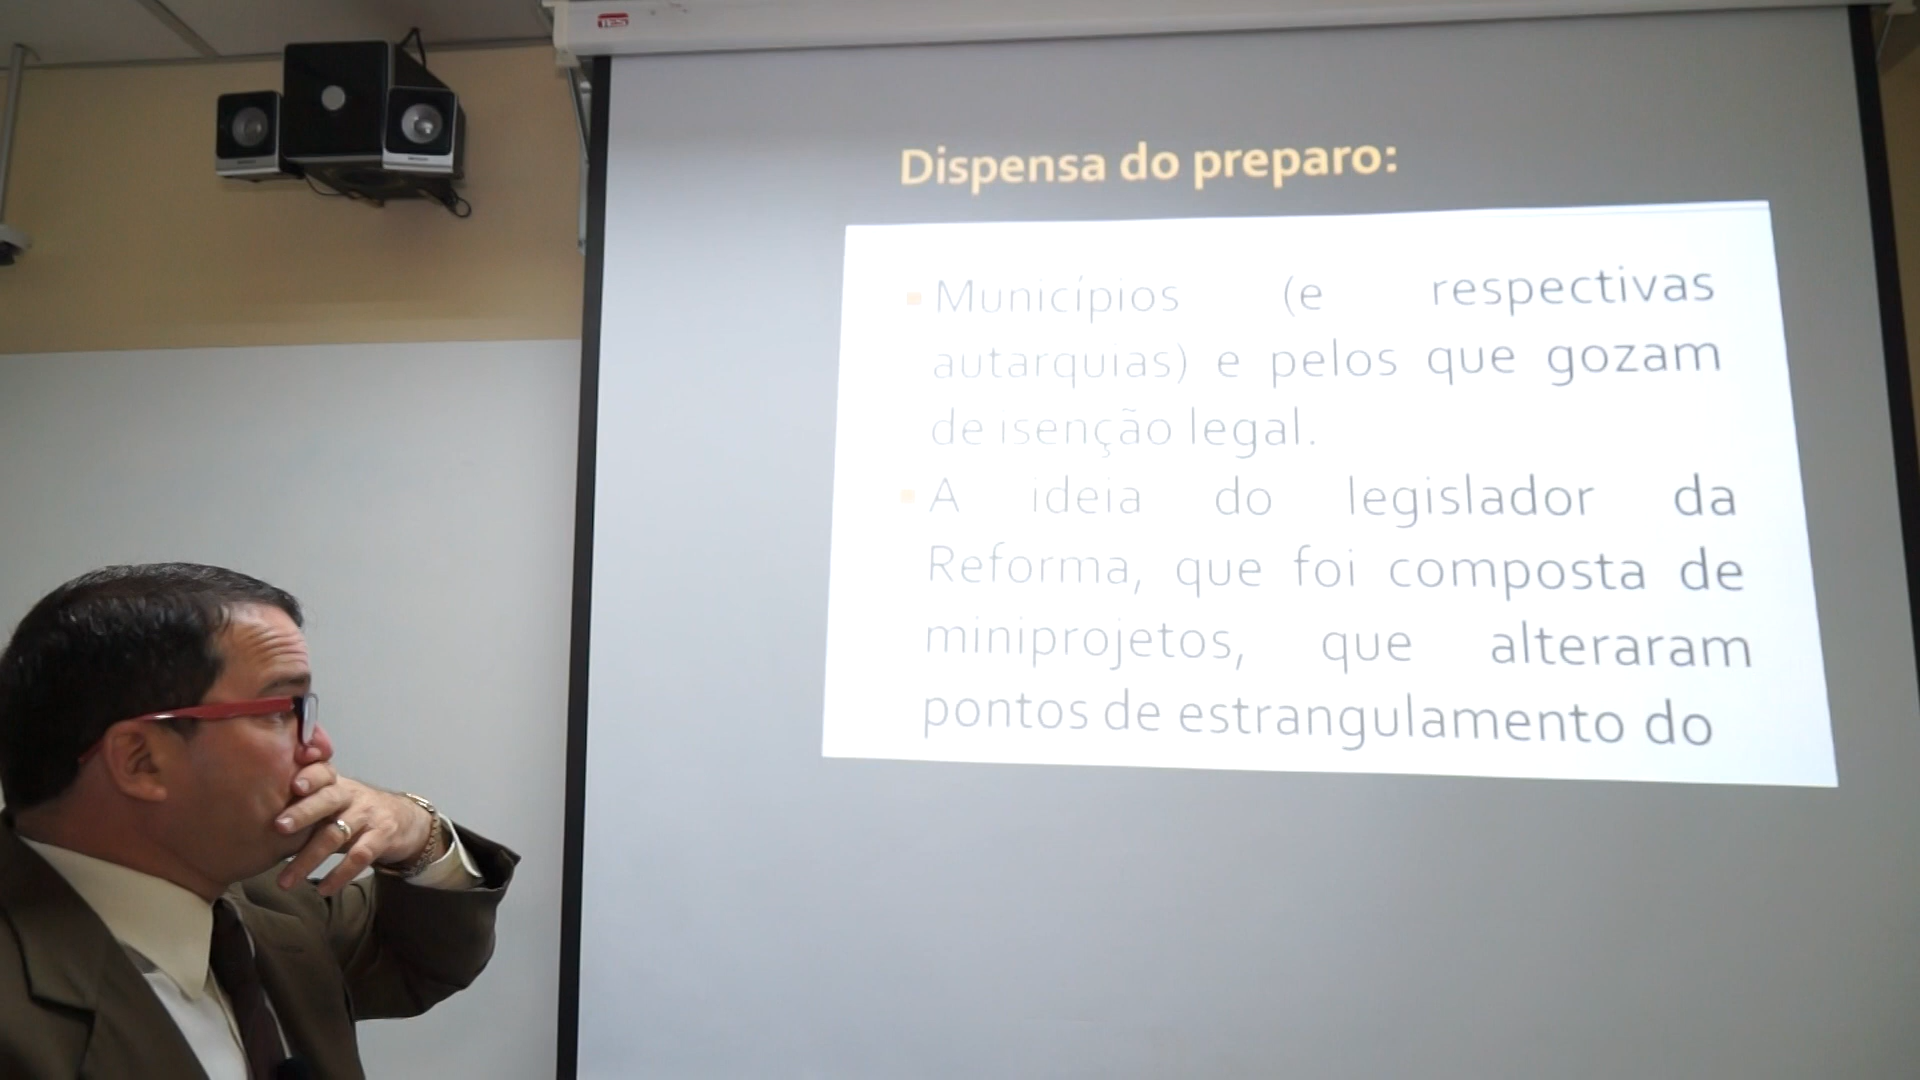 Dispensa do preparo:
Municípios (e respectivas
autarquias) e pelos que gozam
de isenção legal.
A ideia do legislador da
Reforma, que foi composta de
miniprojetos, que alteraram
pontos de estrangulamento do